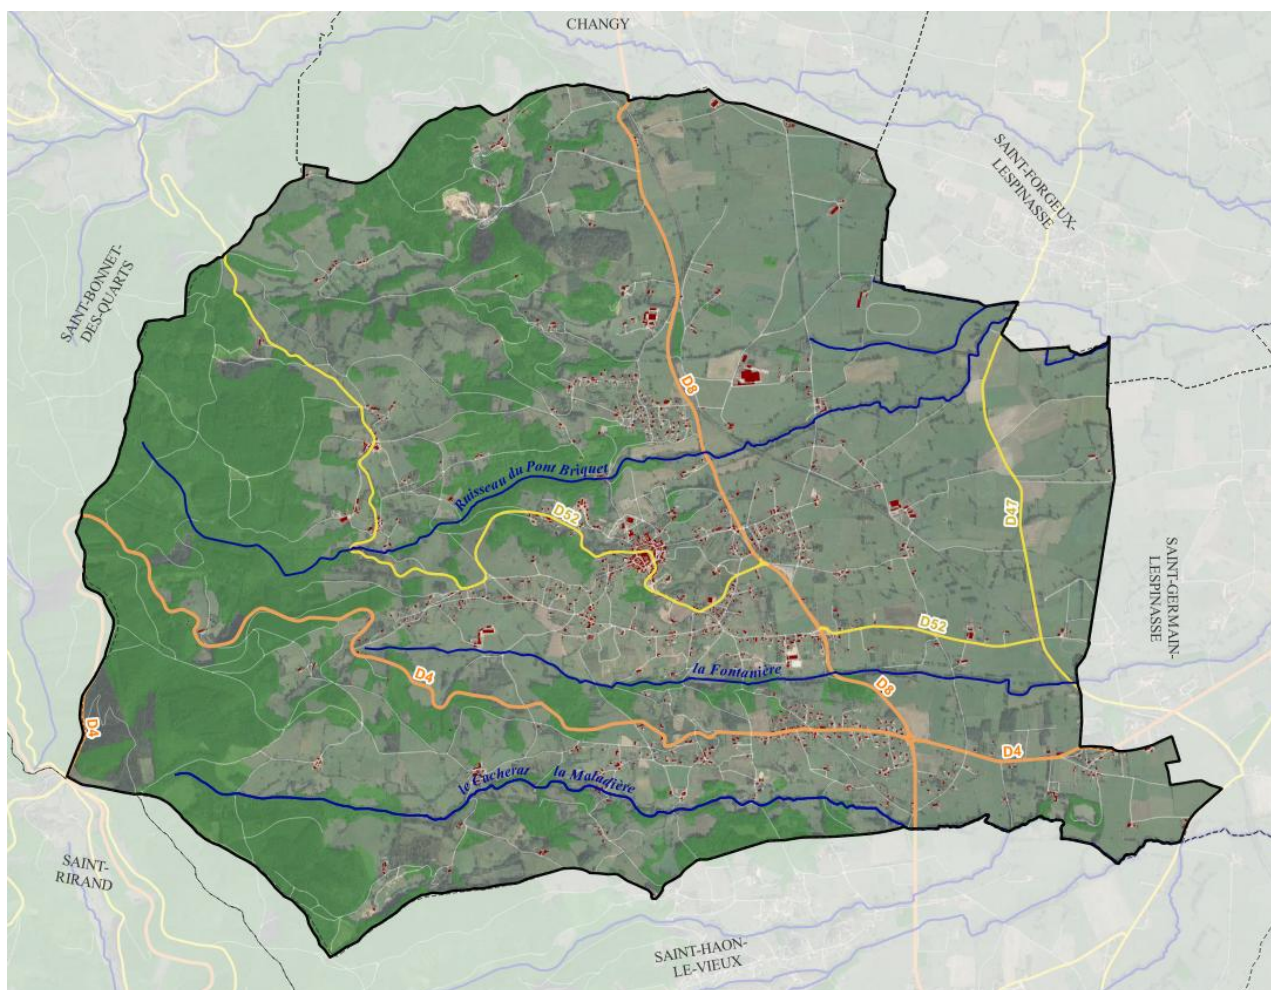 CHANGY
SAINT-FORGEUX-
LESPINASSE
SAINT-BONNET-
DES-QUARTS
D8
Ruisseau du Pont Briquet
D52
D47
SAINT-GERMAIN-
LESPINASSE
D52
la Fontanière
D4
D8
D4
D4
le Cacherat
la Maladière
SAINT-
RIRAND
SAINT-HAON-
LE-VIEUX